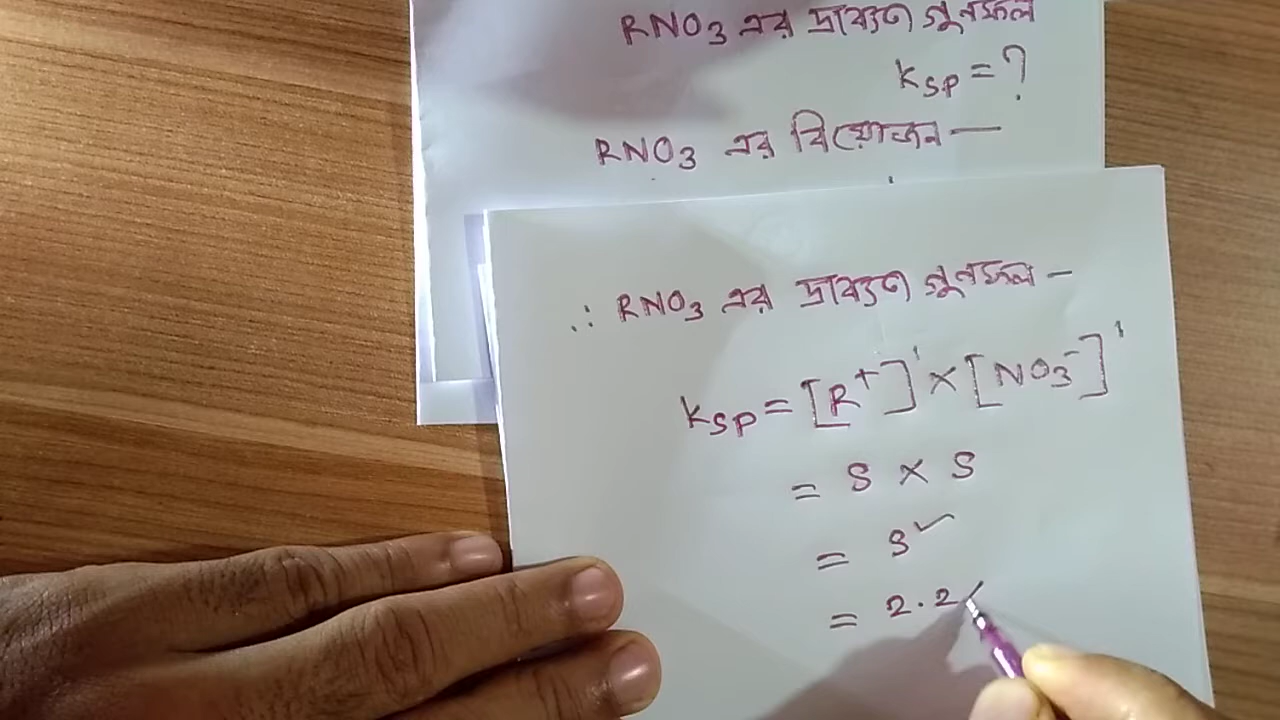 RNO3 এর দ্রাব্যতা গুনফল
Ksp = ?
RNO3 এর বিয়োজন —
∴ RNO3 এর দ্রাব্যতা গুনফল —
Ksp = [R+]¹ × [NO3-]¹
= S × S
= S²
= 2.2